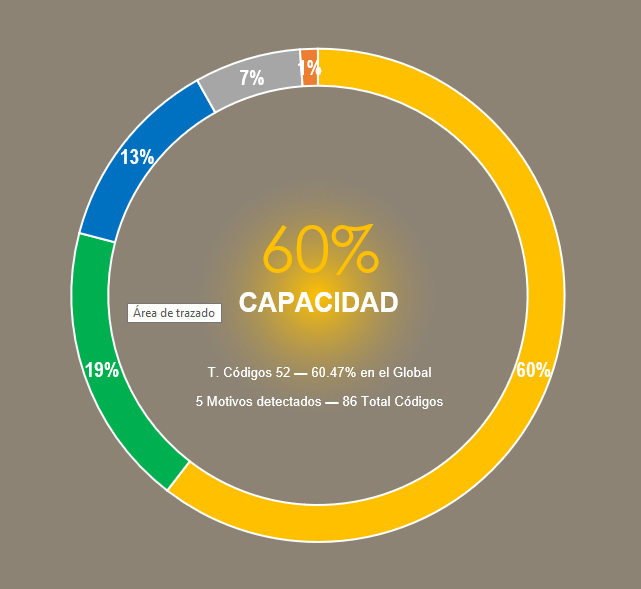 1%
7%
13%
60%
CAPACIDAD
Área de trazado
19%
60%
T. Códigos 52 — 60.47% en el Global
5 Motivos detectados — 86 Total Códigos